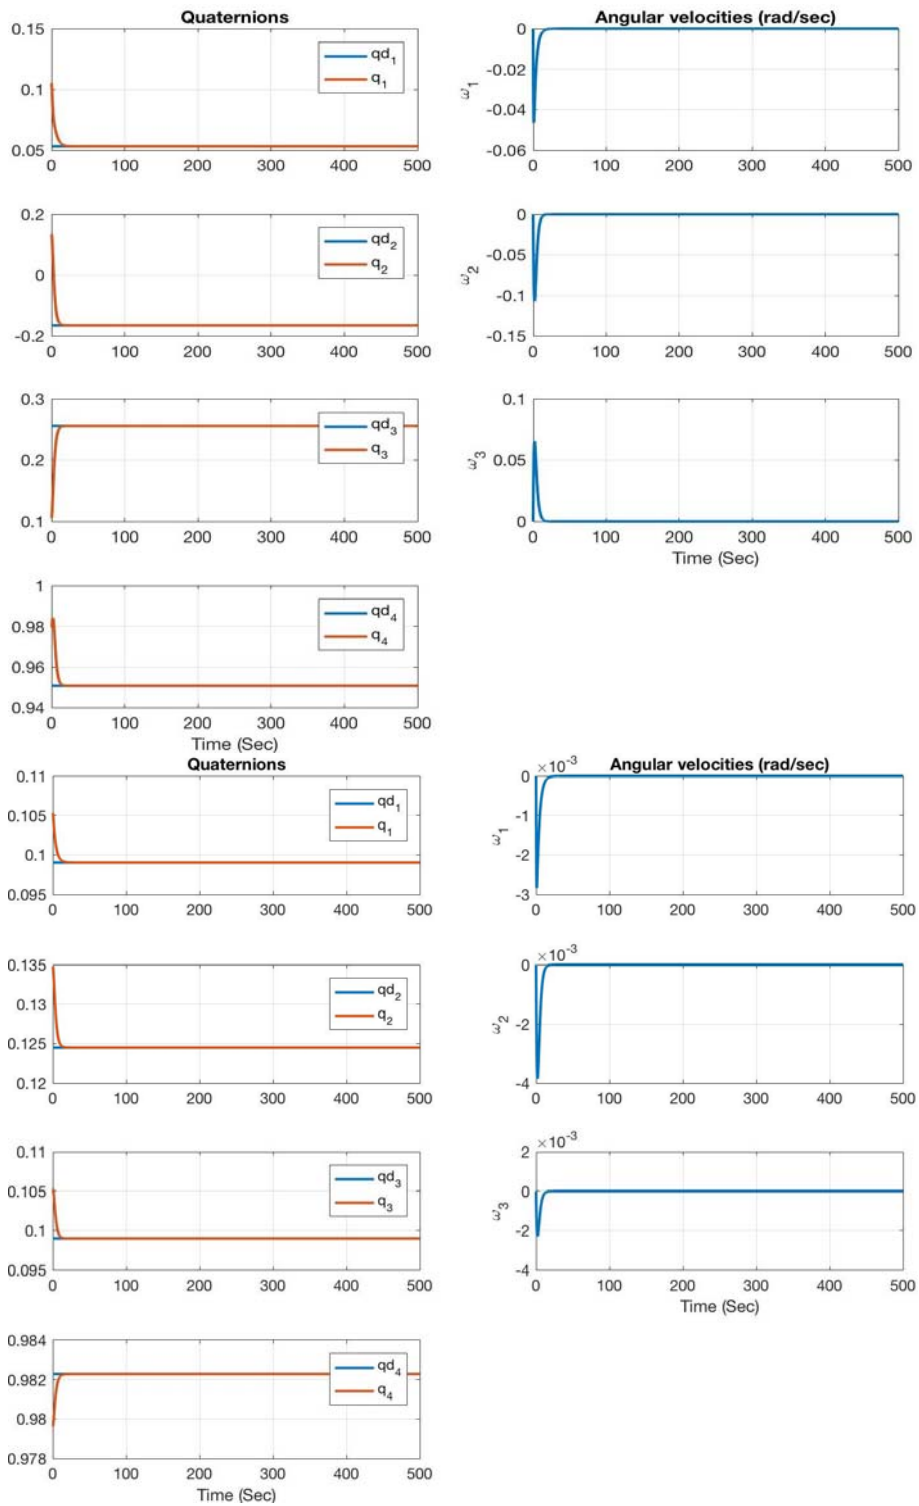 Quaternions
0.15
0.1
0.05
qd1
q1
0 100 200 300 400 500
Angular velocities (rad/sec)
ω1
0
-0.02
-0.04
-0.06
0 100 200 300 400 500
0.2
0
-0.2
qd2
q2
0 100 200 300 400 500
ω2
0
-0.05
-0.1
-0.15
0 100 200 300 400 500
0.3
0.2
0.1
qd3
q3
0 100 200 300 400 500
ω3
0.1
0.05
0
0 100 200 300 400 500
Time (Sec)
1
0.98
0.96
0.94
qd4
q4
0 100 200 300 400 500
Time (Sec)
Quaternions
0.11
0.105
0.1
0.095
qd1
q1
0 100 200 300 400 500
Angular velocities (rad/sec)
×10-3
ω1
0
-1
-2
-3
0 100 200 300 400 500
0.135
0.13
0.125
0.12
qd2
q2
0 100 200 300 400 500
×10-3
ω2
0
-2
-4
0 100 200 300 400 500
0.11
0.105
0.1
0.095
qd3
q3
0 100 200 300 400 500
×10-3
ω3
2
0
-2
-4
0 100 200 300 400 500
Time (Sec)
0.984
0.982
0.98
0.978
qd4
q4
0 100 200 300 400 500
Time (Sec)